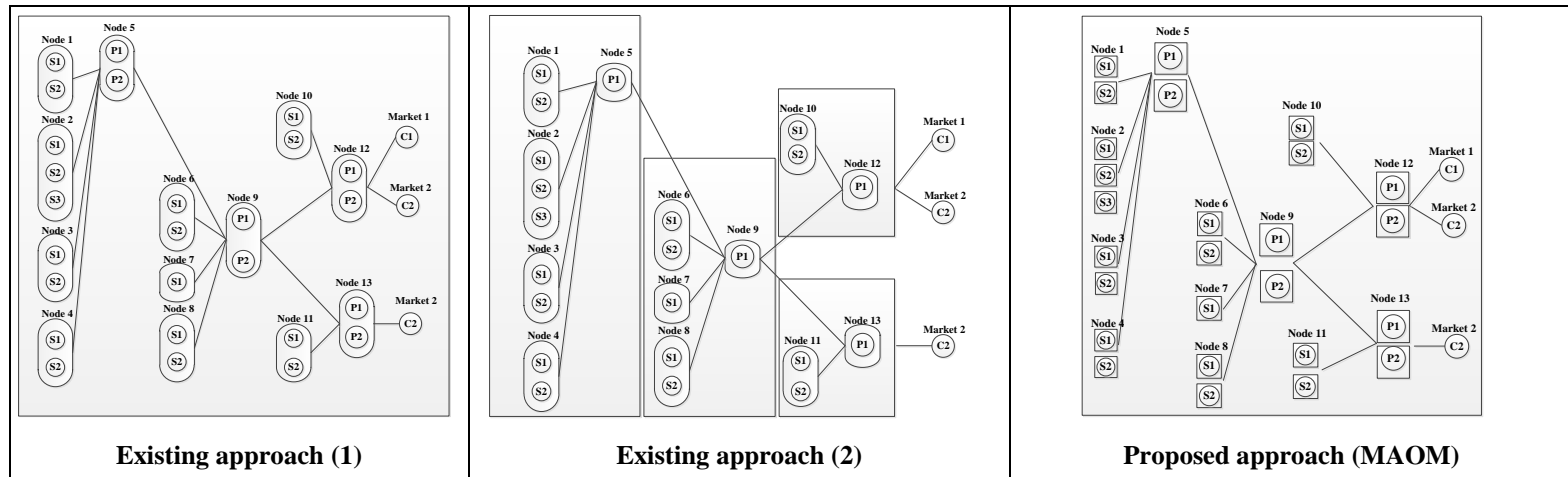 Node 5
Node 1
P1
S1
S2
P2
Node 2
Node 10
S1
S1
S2
Market 1
C1
S2
Node 12
P1
S3
Node 6
Market 2
S1
Node 9
P2
C2
Node 3
P1
S2
S1
Node 7
P2
S2
S1
Node 13
Node 4
Node 8
Node 11
P1
Market 2
S1
S1
S1
P2
C2
S2
S2
S2
Existing approach (1)
Node 1
Node 5
S1
P1
S2
Node 10
Node 2
S1
Market 1
C1
S1
S2
Node 12
S2
Node 6
P1
Market 2
S3
S1
Node 9
C2
Node 3
S2
P1
S1
Node 7
S2
S1
Node 13
Node 4
Node 8
Node 11
P1
Market 2
C2
S1
S1
S1
S2
S2
S2
Existing approach (2)
Node 5
Node 1
P1
S1
S2
P2
Node 10
Node 2
S1
S1
S2
Market 1
Node 12
C1
S2
P1
S3
Node 6
Market 2
S1
Node 9
P2
C2
Node 3
P1
S1
S2
S2
Node 7
P2
S1
Node 13
Node 4
Node 11
P1
Market 2
S1
Node 8
S1
C2
S2
S1
P2
S2
S2
Proposed approach (MAOM)